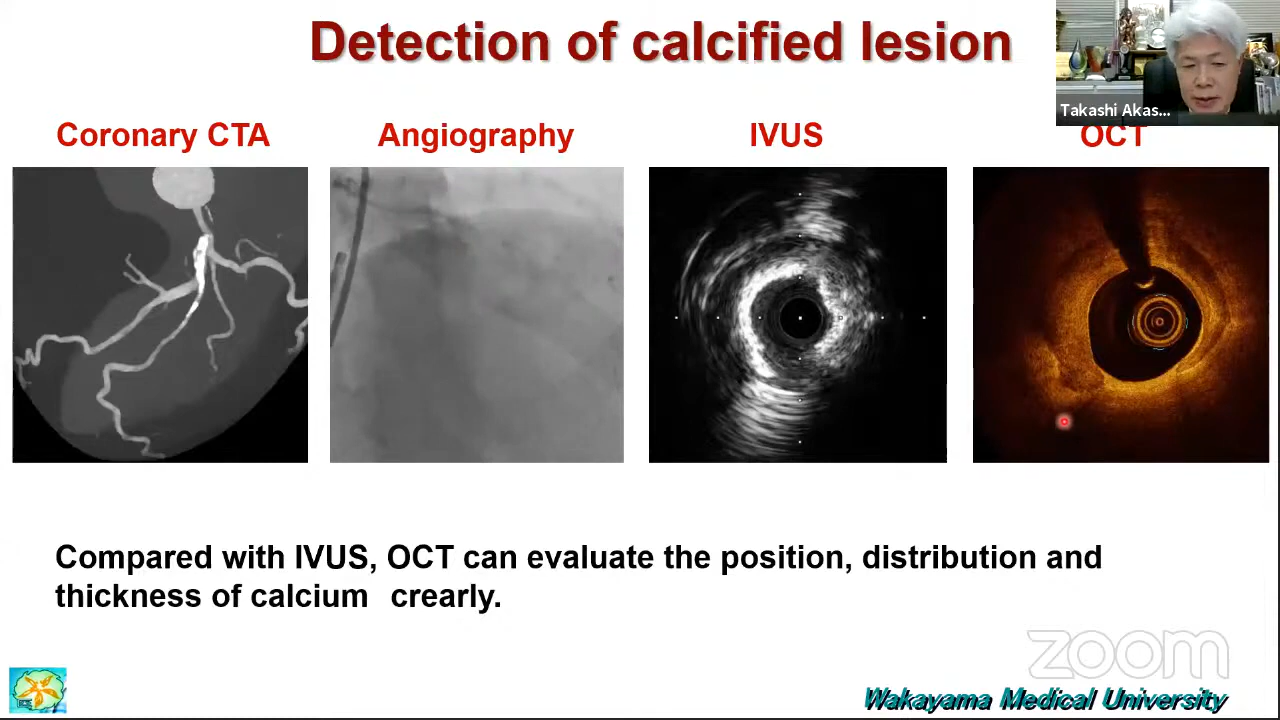 Detection of calcified lesion
Takashi Akas...
Coronary CTA
Angiography
IVUS
OCT
Compared with IVUS, OCT can evaluate the position, distribution and
thickness of calcium crearly.
zoom
Wakayama Medical University